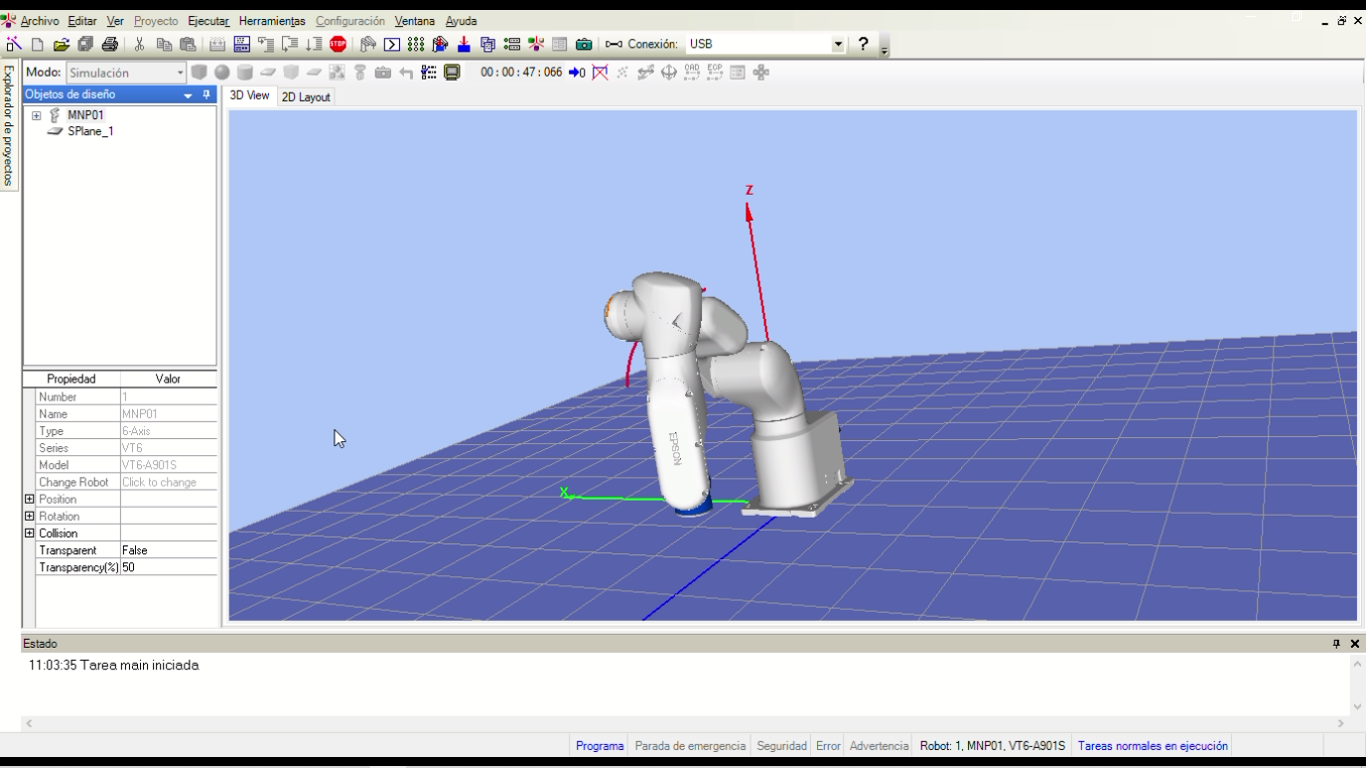 Archivo Editar Ver Proyecto Ejecutar Herramientas Configuración Ventana Ayuda
STOP Conexión: USB ?
Modo: Simulación 00:00:47:066 CAD EOP
Explorador de proyectos
Objetos de diseño
3D View 2D Layout
MNP01
SPlane_1
Z
X
EPSON
Propiedad Valor
Number 1
Name MNP01
Type 6-Axis
Series VT6
Model VT6-A901S
Change Robot Click to change
Position
Rotation
Collision
Transparent False
Transparency(%) 50
Estado
11:03:35 Tarea main iniciada
Programa Parada de emergencia Seguridad Error Advertencia Robot: 1, MNP01, VT6-A901S Tareas normales en ejecución